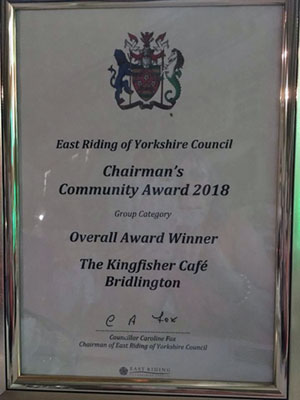 East Riding of Yorkshire Council
Chairman's
Community Award 2018
Group Category
Overall Award Winner
The Kingfisher Café
Bridlington
C A Fox
Councillor Caroline Fox
Chairman of East Riding of Yorkshire Council
EAST RIDING